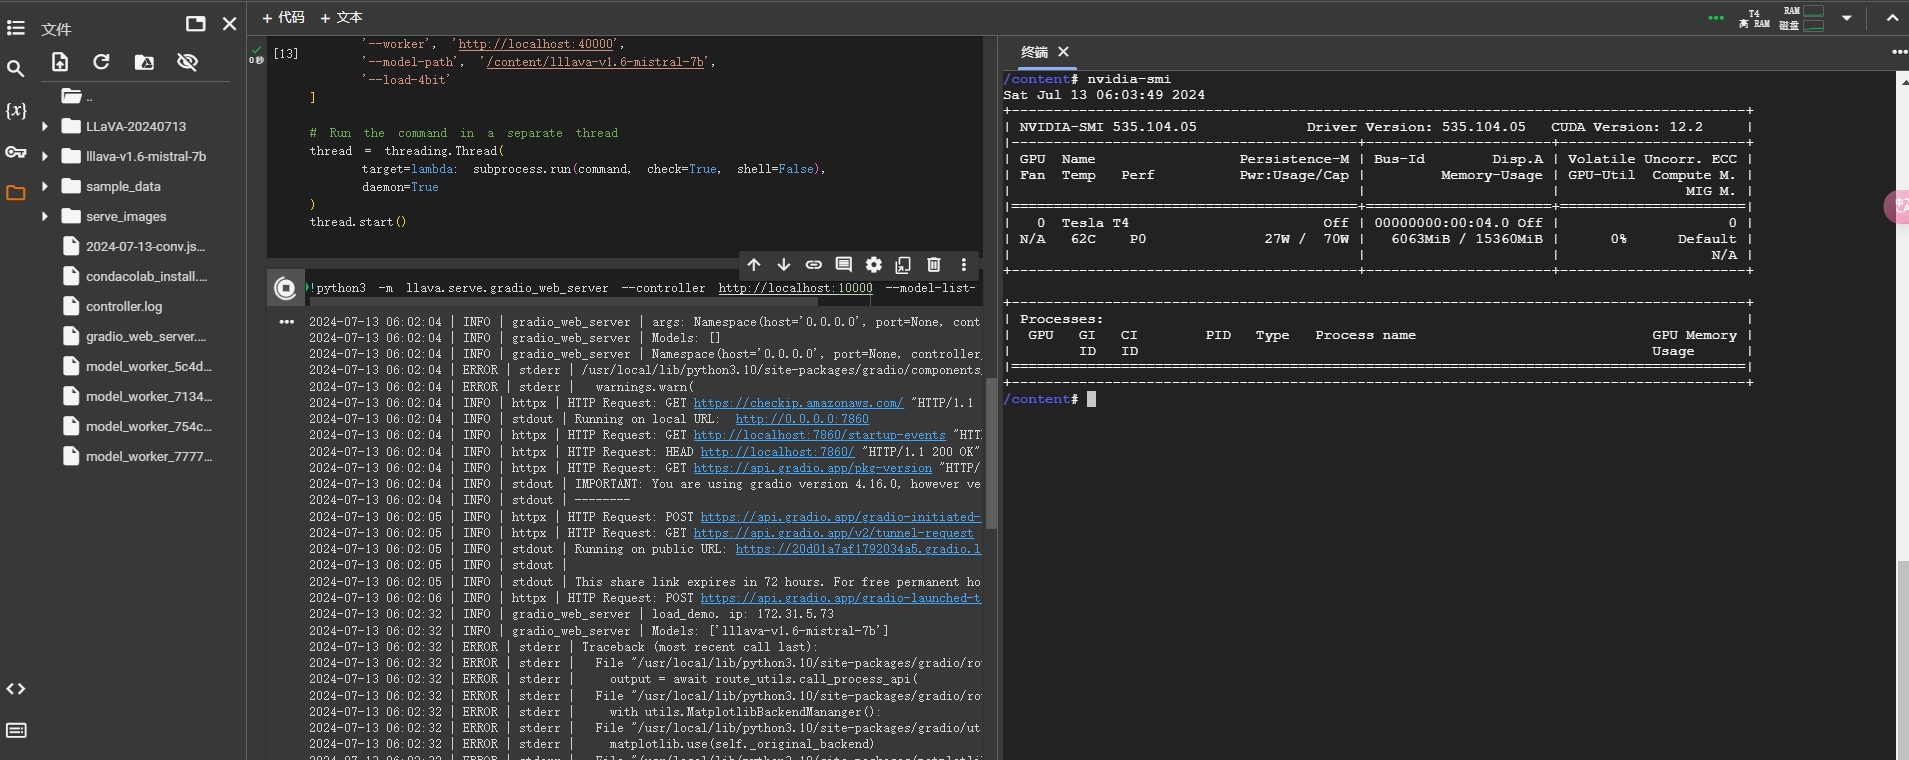 + 代码 + 文本
T4
高 RAM
RAM
磁盘
文件
..
LLaVA-20240713
lllava-v1.6-mistral-7b
sample_data
serve_images
2024-07-13-conv.js...
condacolab_install....
controller.log
gradio_web_server....
model_worker_5c4d...
model_worker_7134...
model_worker_754c...
model_worker_7777...
{x}
[13]
0 秒
'--worker', 'http://localhost:40000',
'--model-path', '/content/lllava-v1.6-mistral-7b',
'--load-4bit'
]
# Run the command in a separate thread
thread = threading.Thread(
target=lambda: subprocess.run(command, check=True, shell=False),
daemon=True
)
thread.start()
!python3 -m llava.serve.gradio_web_server --controller http://localhost:10000 --model-list-
2024-07-13 06:02:04 | INFO | gradio_web_server | args: Namespace(host='0.0.0.0', port=None, cont
2024-07-13 06:02:04 | INFO | gradio_web_server | Models: []
2024-07-13 06:02:04 | INFO | gradio_web_server | Namespace(host='0.0.0.0', port=None, controller_
2024-07-13 06:02:04 | ERROR | stderr | /usr/local/lib/python3.10/site-packages/gradio/components_
2024-07-13 06:02:04 | ERROR | stderr | warnings.warn(
2024-07-13 06:02:04 | INFO | httpx | HTTP Request: GET https://checkip.amazonaws.com/ "HTTP/1.1
2024-07-13 06:02:04 | INFO | stdout | Running on local URL: http://0.0.0.0:7860
2024-07-13 06:02:04 | INFO | httpx | HTTP Request: GET http://localhost:7860/startup-events "HTT
2024-07-13 06:02:04 | INFO | httpx | HTTP Request: HEAD http://localhost:7860/ "HTTP/1.1 200 OK"
2024-07-13 06:02:04 | INFO | httpx | HTTP Request: GET https://api.gradio.app/pkg-version "HTTP/
2024-07-13 06:02:04 | INFO | stdout | IMPORTANT: You are using gradio version 4.16.0, however ve
2024-07-13 06:02:04 | INFO | stdout | --------
2024-07-13 06:02:05 | INFO | httpx | HTTP Request: POST https://api.gradio.app/gradio-initiated-
2024-07-13 06:02:05 | INFO | httpx | HTTP Request: GET https://api.gradio.app/v2/tunnel-request
2024-07-13 06:02:05 | INFO | stdout | Running on public URL: https://20d01a7af1792034a5.gradio.l
2024-07-13 06:02:05 | INFO | stdout |
2024-07-13 06:02:05 | INFO | stdout | This share link expires in 72 hours. For free permanent ho
2024-07-13 06:02:06 | INFO | httpx | HTTP Request: POST https://api.gradio.app/gradio-launched-t
2024-07-13 06:02:32 | INFO | gradio_web_server | load_demo. ip: 172.31.5.73
2024-07-13 06:02:32 | INFO | gradio_web_server | Models: ['lllava-v1.6-mistral-7b']
2024-07-13 06:02:32 | ERROR | stderr | Traceback (most recent call last):
2024-07-13 06:02:32 | ERROR | stderr | File "/usr/local/lib/python3.10/site-packages/gradio/rou
2024-07-13 06:02:32 | ERROR | stderr | output = await route_utils.call_process_api(
2024-07-13 06:02:32 | ERROR | stderr | File "/usr/local/lib/python3.10/site-packages/gradio/rou
2024-07-13 06:02:32 | ERROR | stderr | with utils.MatplotlibBackendMananger():
2024-07-13 06:02:32 | ERROR | stderr | File "/usr/local/lib/python3.10/site-packages/gradio/ut
2024-07-13 06:02:32 | ERROR | stderr | matplotlib.use(self._original_backend)
终端
/content# nvidia-smi
Sat Jul 13 06:03:49 2024
| NVIDIA-SMI 535.104.05 Driver Version: 535.104.05 CUDA Version: 12.2 |
| GPU Name Persistence-M | Bus-Id Disp.A | Volatile Uncorr. ECC |
| Fan Temp Perf Pwr:Usage/Cap | Memory-Usage | GPU-Util Compute M. |
| | | MIG M. |
| 0 Tesla T4 Off | 00000000:00:04.0 Off | 0 |
| N/A 62C P0 27W / 70W | 6063MiB / 15360MiB | 0% Default |
| | | N/A |
| Processes: |
| GPU GI CI PID Type Process name GPU Memory |
| ID ID Usage |
/content#